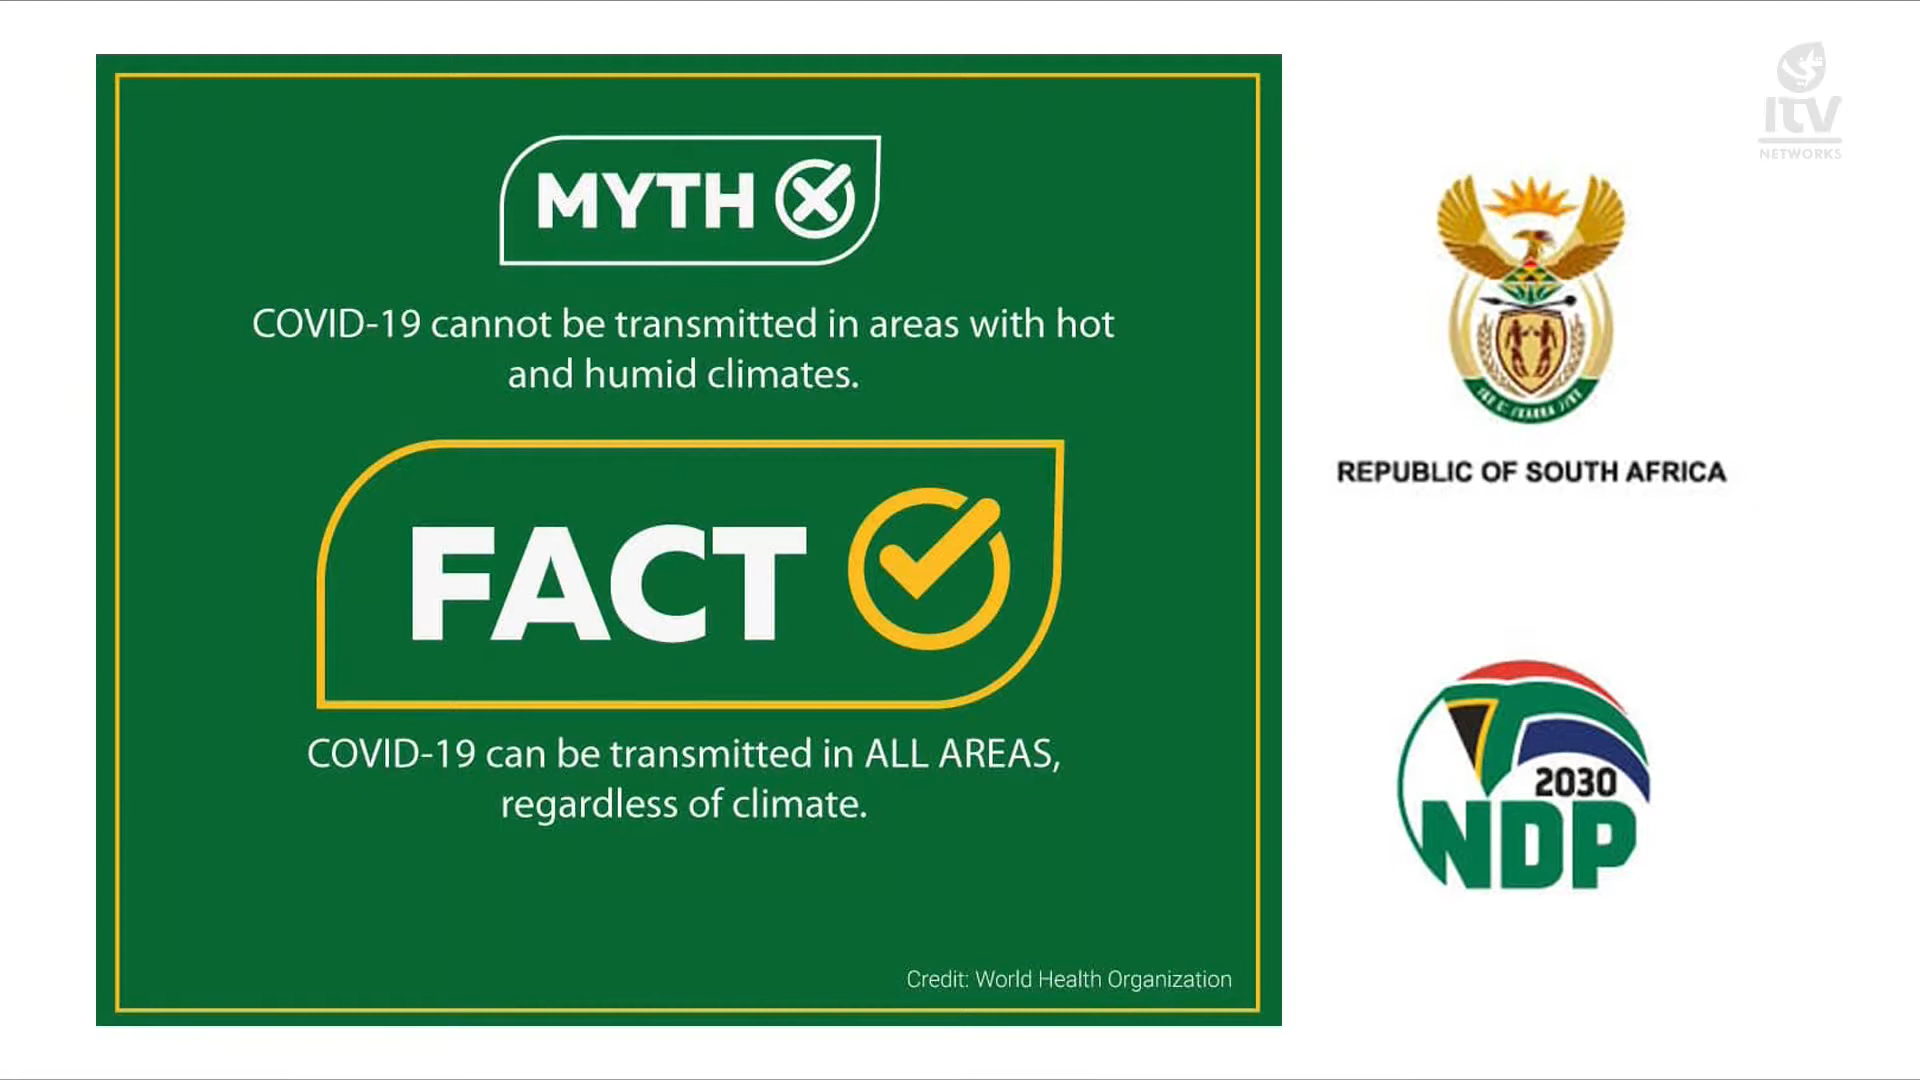 MYTH
COVID-19 cannot be transmitted in areas with hot
and humid climates.
FACT
COVID-19 can be transmitted in ALL AREAS,
regardless of climate.
Credit: World Health Organization
ITV
NETWORKS
REPUBLIC OF SOUTH AFRICA
2030
NDP